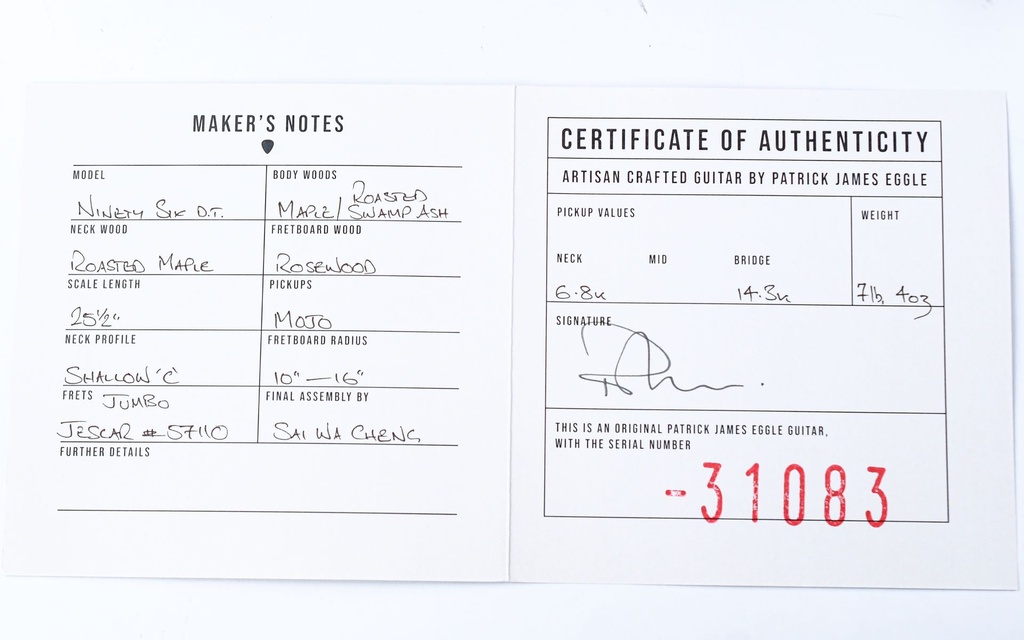 MAKER'S NOTES
MODEL
NINETY SIX D.T.
BODY WOODS
MAPLE/ROASTED
SWAMP ASH
NECK WOOD
ROASTED MAPLE
FRETBOARD WOOD
ROSEWOOD
SCALE LENGTH
25½"
PICKUPS
MOJO
NECK PROFILE
SHALLOW 'C'
FRETBOARD RADIUS
10" — 16"
FRETS
JUMBO
JESCAR # 57110
FINAL ASSEMBLY BY
SAI WA CHENG
FURTHER DETAILS
CERTIFICATE OF AUTHENTICITY
ARTISAN CRAFTED GUITAR BY PATRICK JAMES EGGLE
PICKUP VALUES
NECK MID BRIDGE
6.8k 14.3k
WEIGHT
7lb, 4oz
SIGNATURE
THIS IS AN ORIGINAL PATRICK JAMES EGGLE GUITAR,
WITH THE SERIAL NUMBER
-31083